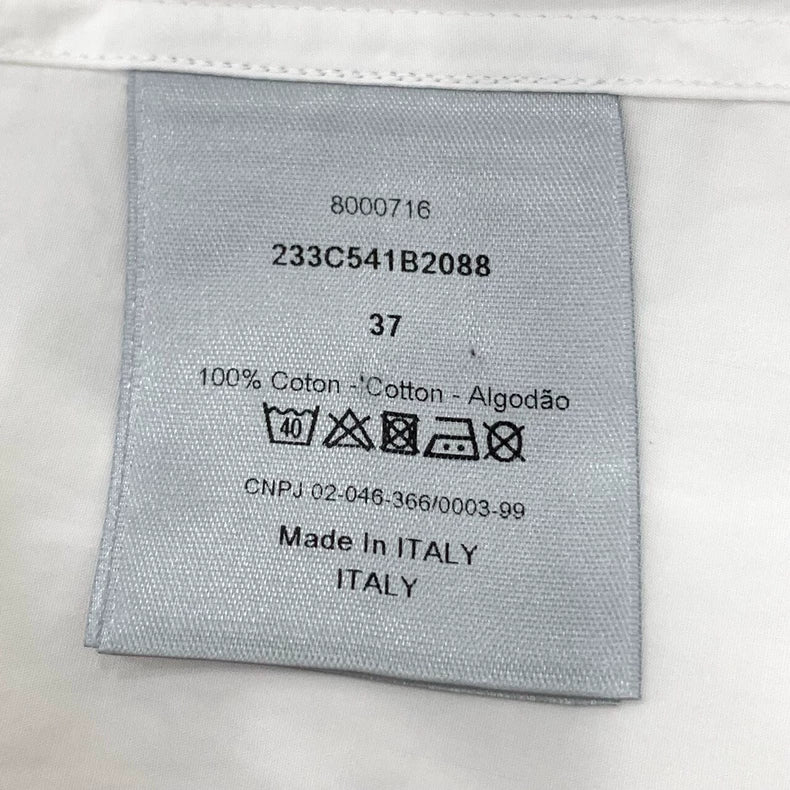 8000716
233C541B2088
37
100% Coton -'Cotton - Algodão
40
CNPJ 02-046-366/0003-99
Made In ITALY
ITALY